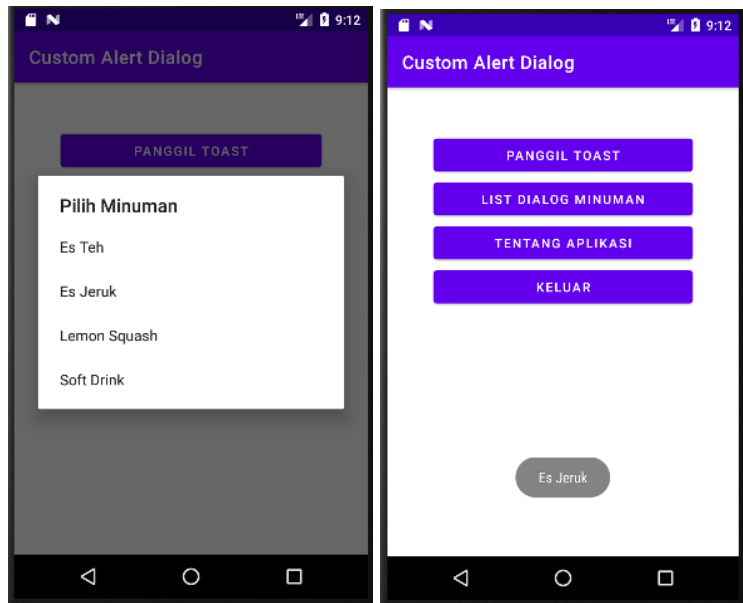 9:12
Custom Alert Dialog
PANGGIL TOAST
Pilih Minuman
Es Teh
Es Jeruk
Lemon Squash
Soft Drink
9:12
Custom Alert Dialog
PANGGIL TOAST
LIST DIALOG MINUMAN
TENTANG APLIKASI
KELUAR
Es Jeruk